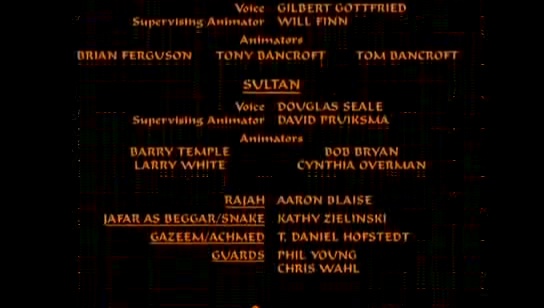 Voice GILBERT GOTTFRIED
Supervising Animator WILL FINN
Animators
BRIAN FERGUSON TONY BANCROFT TOM BANCROFT
SULTAN
Voice DOUGLAS SEALE
Supervising Animator DAVID PRUIKSMA
Animators
BARRY TEMPLE BOB BRYAN
LARRY WHITE CYNTHIA OVERMAN
RAJAH AARON BLAISE
JAFAR AS BEGGAR/SNAKE KATHY ZIELINSKI
GAZEEM/ACHMED T. DANIEL HOFSTEDT
GUARDS PHIL YOUNG
CHRIS WAHL